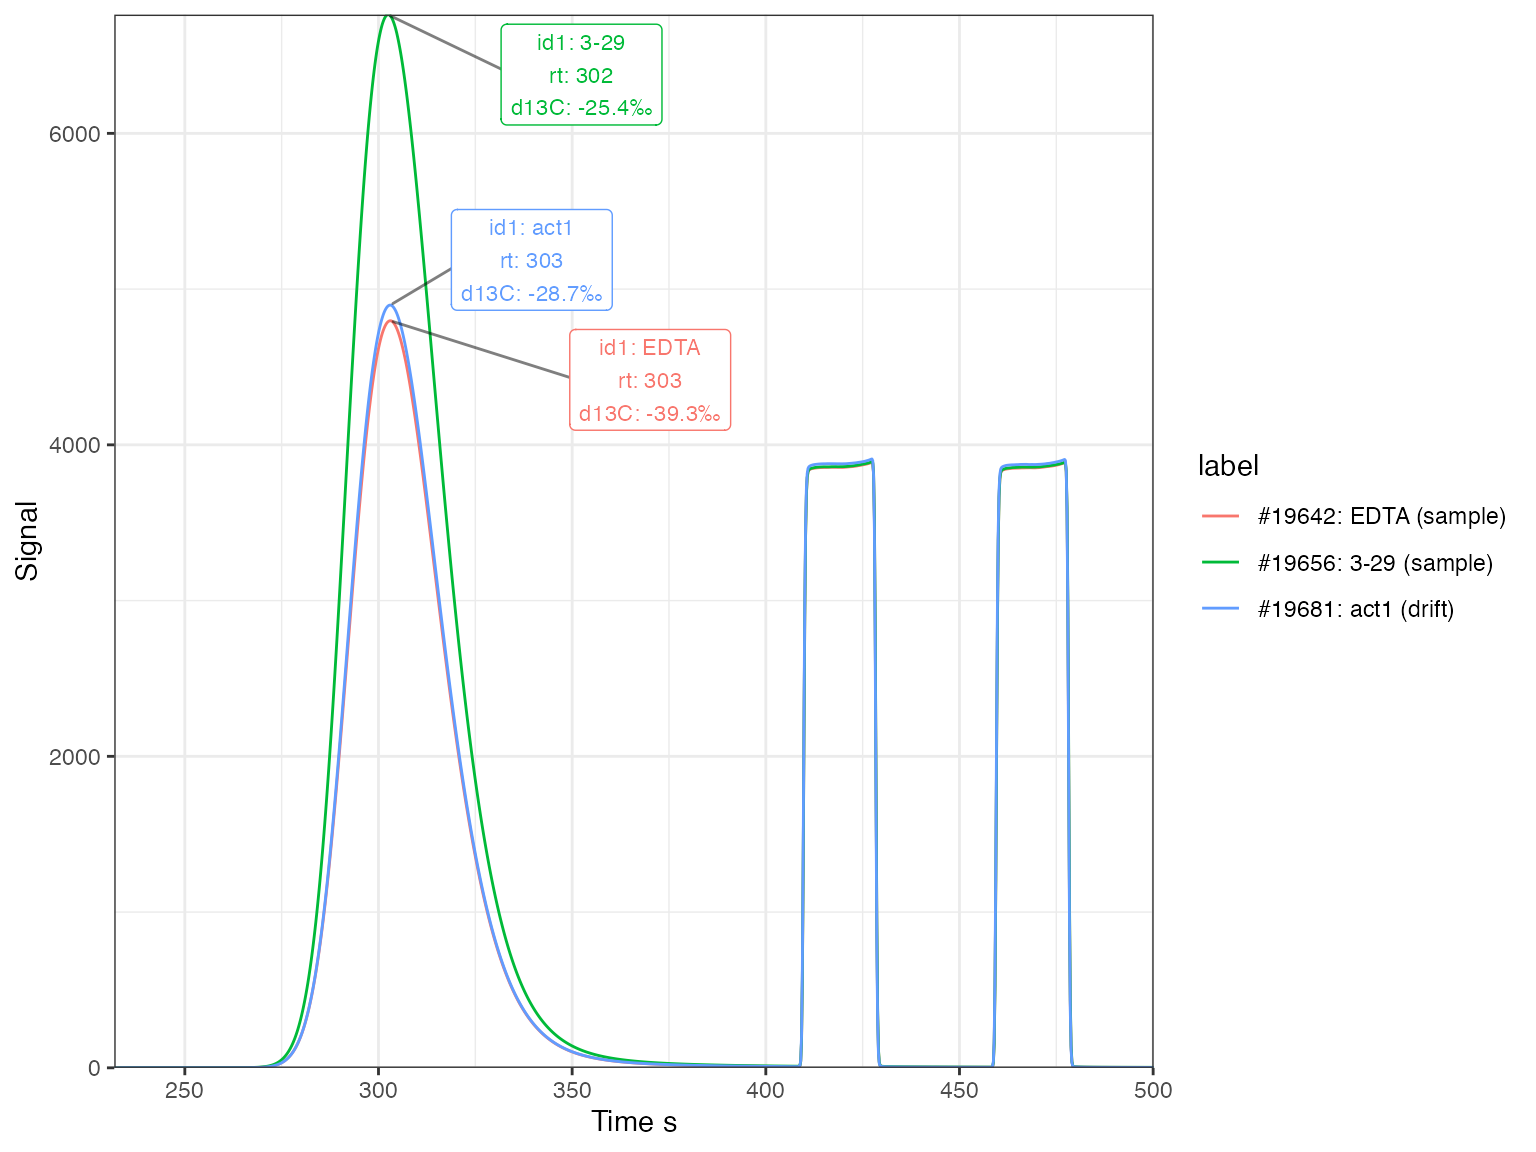 id1: 3-29
rt: 302
d13C: -25.4‰
id1: act1
rt: 303
d13C: -28.7‰
id1: EDTA
rt: 303
d13C: -39.3‰
6000
4000
2000
0
Signal
250 300 350 400 450 500
Time s
label
#19642: EDTA (sample)
#19656: 3-29 (sample)
#19681: act1 (drift)